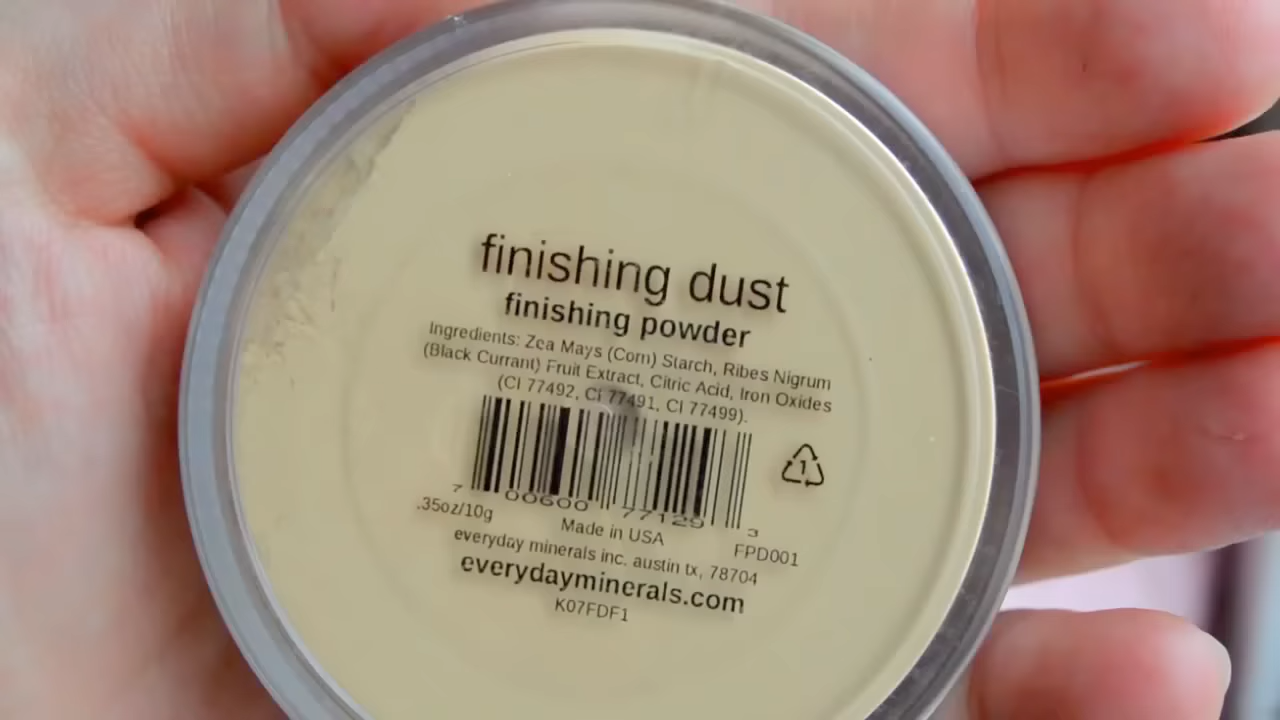 finishing dust
finishing powder
Ingredients: Zea Mays (Corn) Starch, Ribes Nigrum
(Black Currant) Fruit Extract, Citric Acid, Iron Oxides
(CI 77492, CI 77491, CI 77499).
1
7 00600 77129 3
.35oz/10g
Made in USA
FPD001
everyday minerals inc. austin tx, 78704
everydayminerals.com
K07FDF1